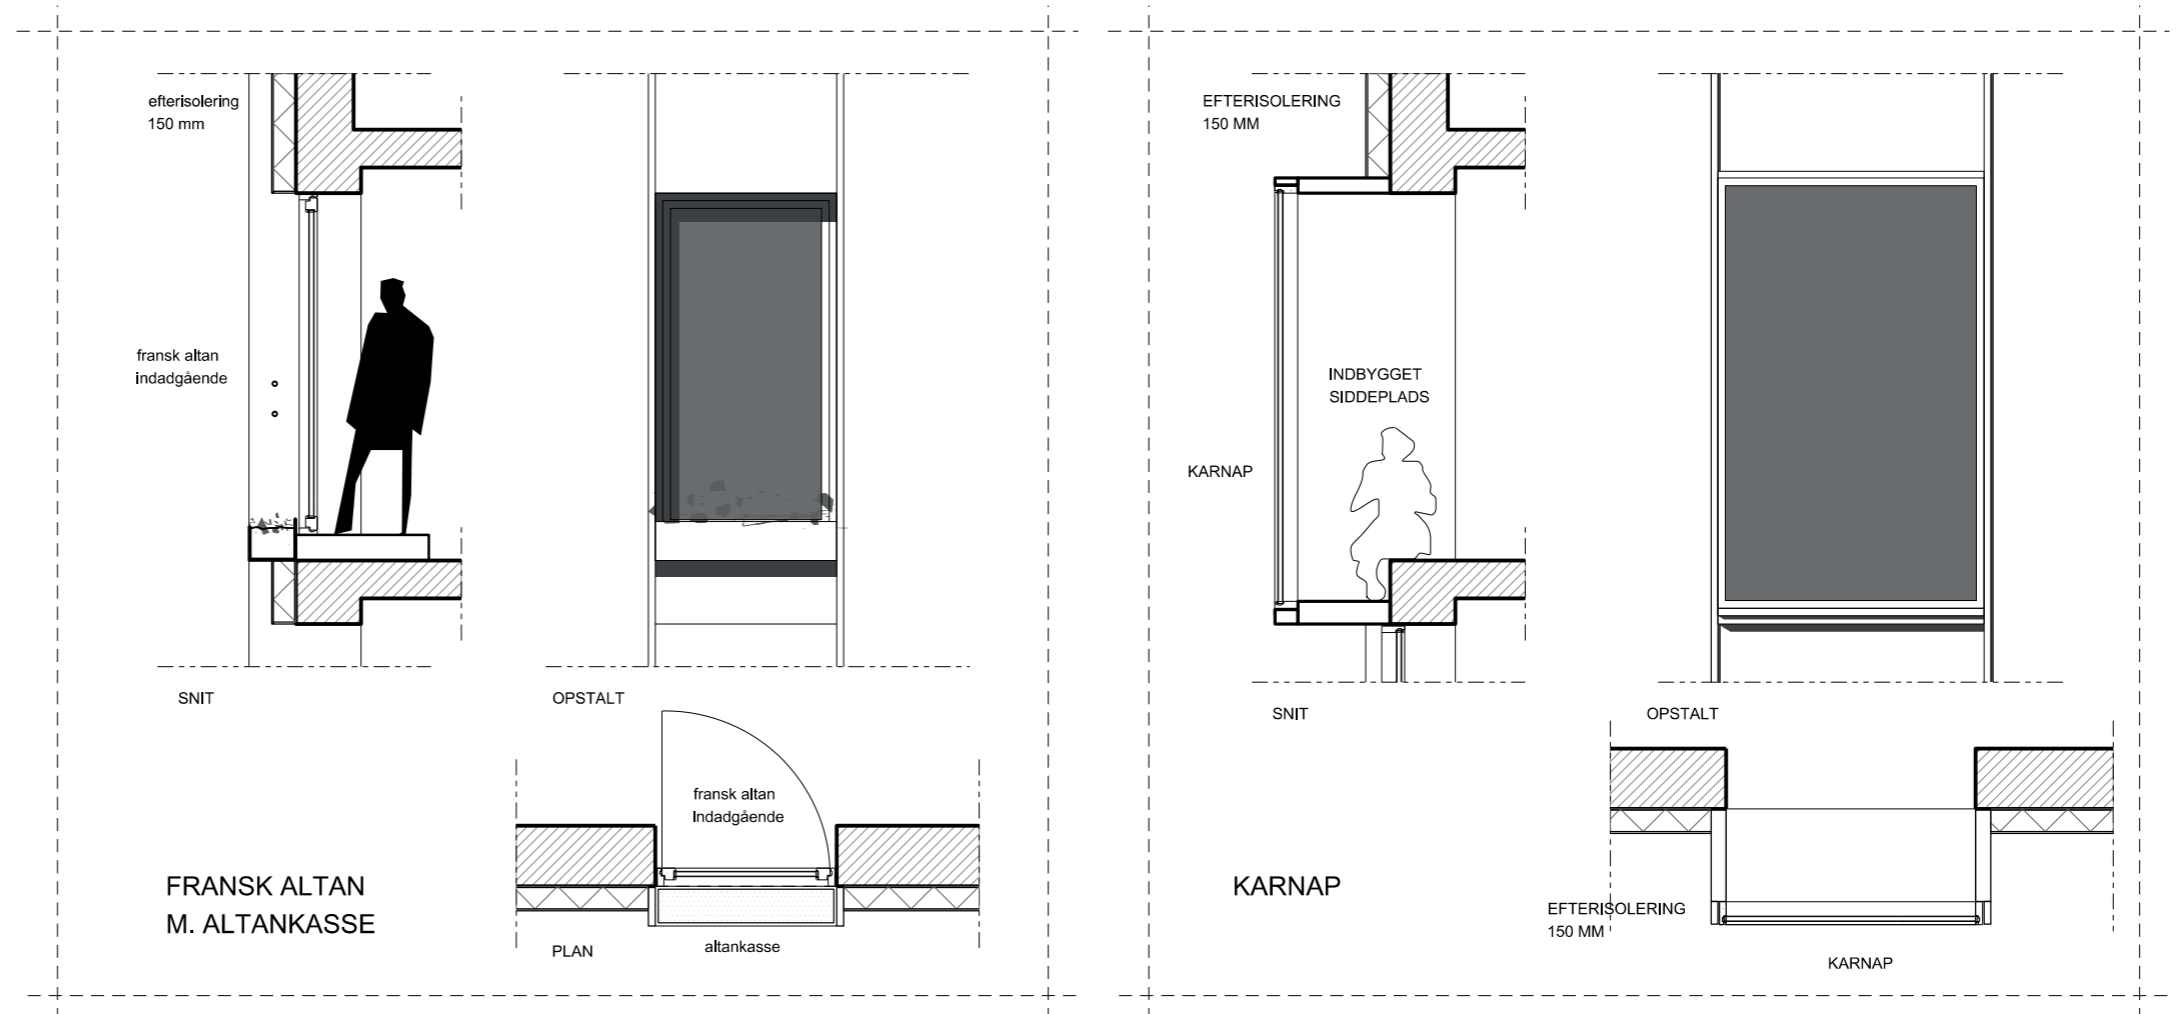 efterisolering
150 mm
fransk altan
indadgående
SNIT
OPSTALT
fransk altan
Indadgående
FRANSK ALTAN
M. ALTANKASSE
PLAN
altankasse
EFTERISOLERING
150 MM
INDBYGGET
SIDDEPLADS
KARNAP
SNIT
OPSTALT
KARNAP
EFTERISOLERING
150 MM
KARNAP